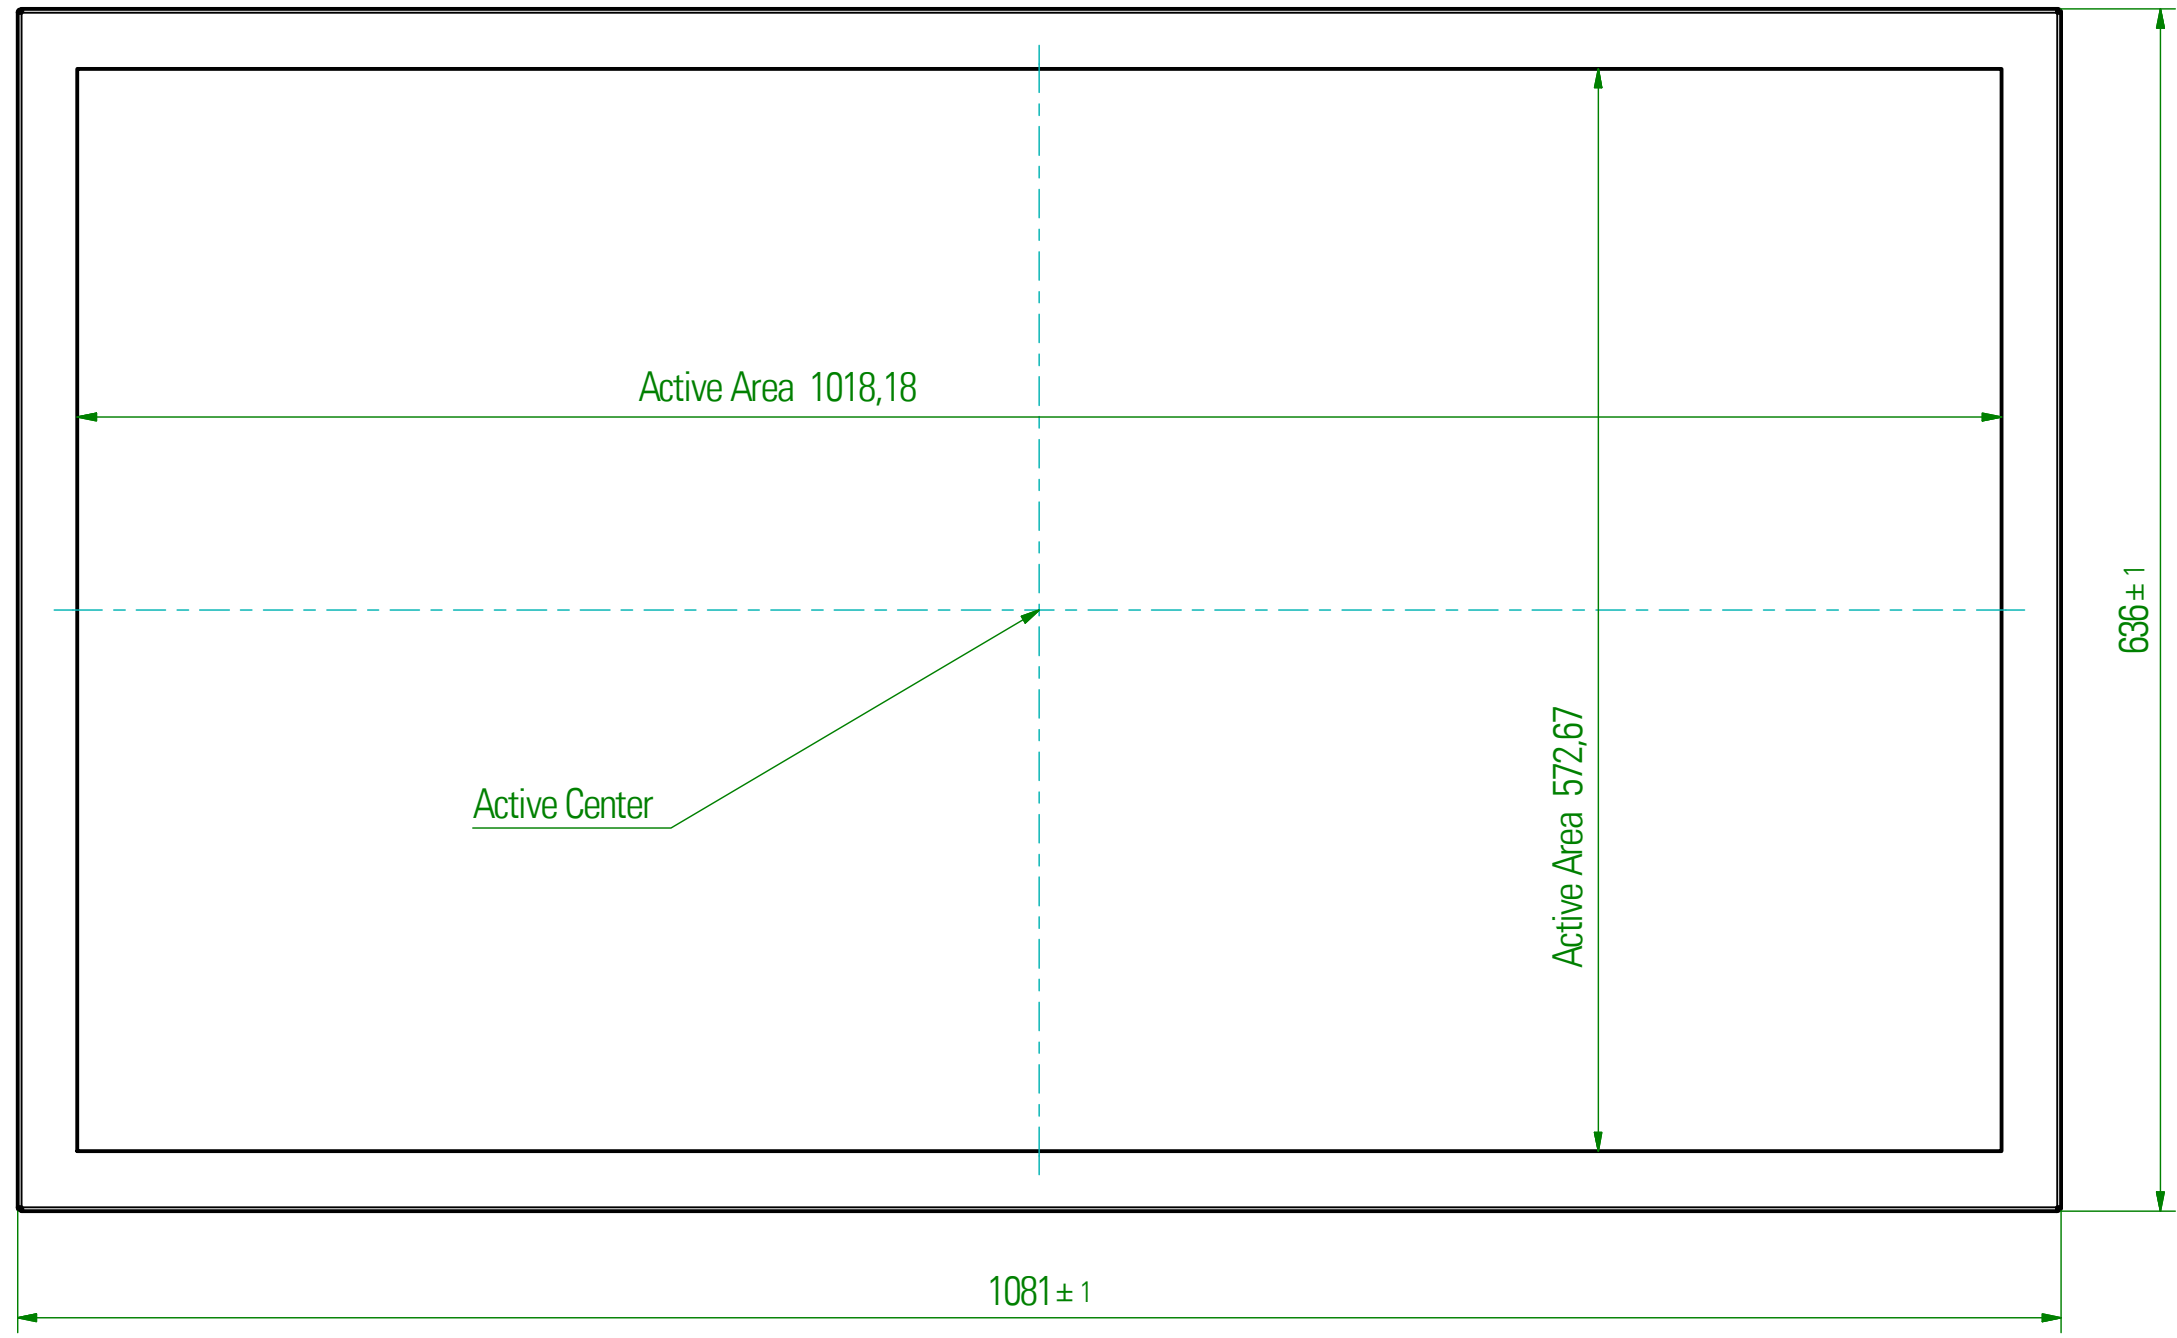 Active Area 1018,18
636 ± 1
Active Area 572,67
Active Center
1081 ± 1